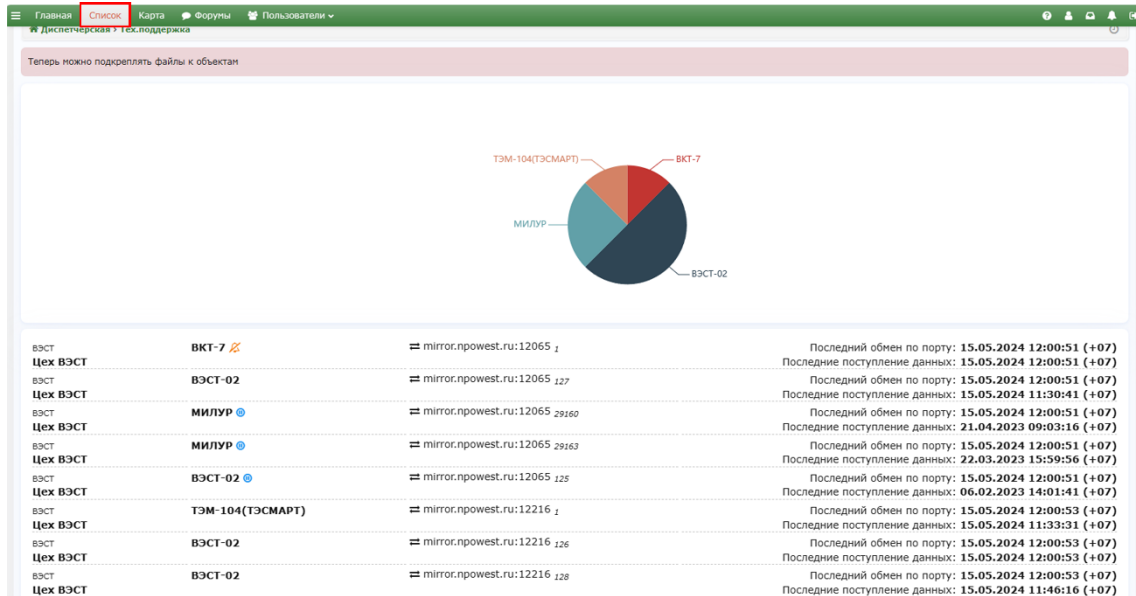 Главная Список Карта Форумы Пользователи
Диспетчерская › Тех.поддержка
Теперь можно подкреплять файлы к объектам
ТЭМ-104(ТЭСМАРТ) ВКТ-7
МИЛУР
ВЭСТ-02
ВЭСТ ВКТ-7 mirror.npowest.ru:12065 1 Последний обмен по порту: 15.05.2024 12:00:51 (+07)
Цех ВЭСТ Последние поступление данных: 15.05.2024 12:00:51 (+07)
ВЭСТ ВЭСТ-02 mirror.npowest.ru:12065 127 Последний обмен по порту: 15.05.2024 12:00:51 (+07)
Цех ВЭСТ Последние поступление данных: 15.05.2024 11:30:41 (+07)
ВЭСТ МИЛУР mirror.npowest.ru:12065 29160 Последний обмен по порту: 15.05.2024 12:00:51 (+07)
Цех ВЭСТ Последние поступление данных: 21.04.2023 09:03:16 (+07)
ВЭСТ МИЛУР mirror.npowest.ru:12065 29163 Последний обмен по порту: 15.05.2024 12:00:51 (+07)
Цех ВЭСТ Последние поступление данных: 22.03.2023 15:59:56 (+07)
ВЭСТ ВЭСТ-02 mirror.npowest.ru:12065 125 Последний обмен по порту: 15.05.2024 12:00:51 (+07)
Цех ВЭСТ Последние поступление данных: 06.02.2023 14:01:41 (+07)
ВЭСТ ТЭМ-104(ТЭСМАРТ) mirror.npowest.ru:12216 1 Последний обмен по порту: 15.05.2024 12:00:53 (+07)
Цех ВЭСТ Последние поступление данных: 15.05.2024 11:33:31 (+07)
ВЭСТ ВЭСТ-02 mirror.npowest.ru:12216 126 Последний обмен по порту: 15.05.2024 12:00:53 (+07)
Цех ВЭСТ Последние поступление данных: 15.05.2024 12:00:53 (+07)
ВЭСТ ВЭСТ-02 mirror.npowest.ru:12216 128 Последний обмен по порту: 15.05.2024 12:00:53 (+07)
Цех ВЭСТ Последние поступление данных: 15.05.2024 11:46:16 (+07)